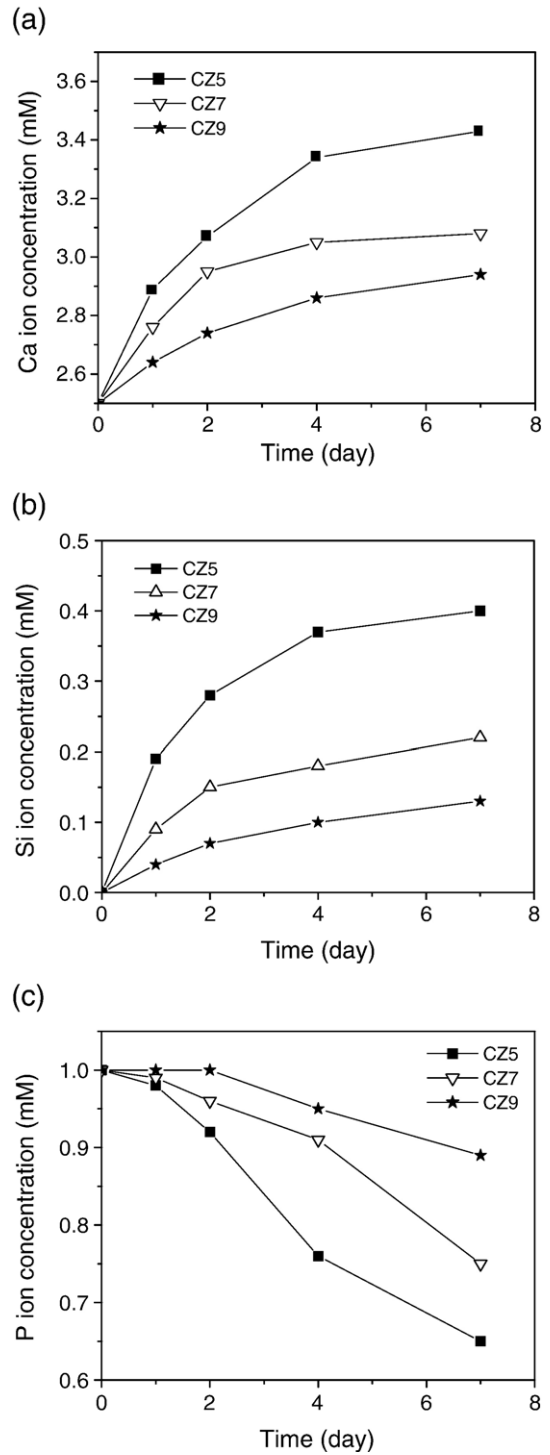 (a)
3.6
3.4
3.2
3.0
2.8
2.6
Ca ion concentration (mM)
CZ5
CZ7
CZ9
0 2 4 6 8
Time (day)
(b)
0.5
0.4
0.3
0.2
0.1
0.0
Si ion concentration (mM)
CZ5
CZ7
CZ9
0 2 4 6 8
Time (day)
(c)
1.0
0.9
0.8
0.7
0.6
P ion concentration (mM)
CZ5
CZ7
CZ9
0 2 4 6 8
Time (day)